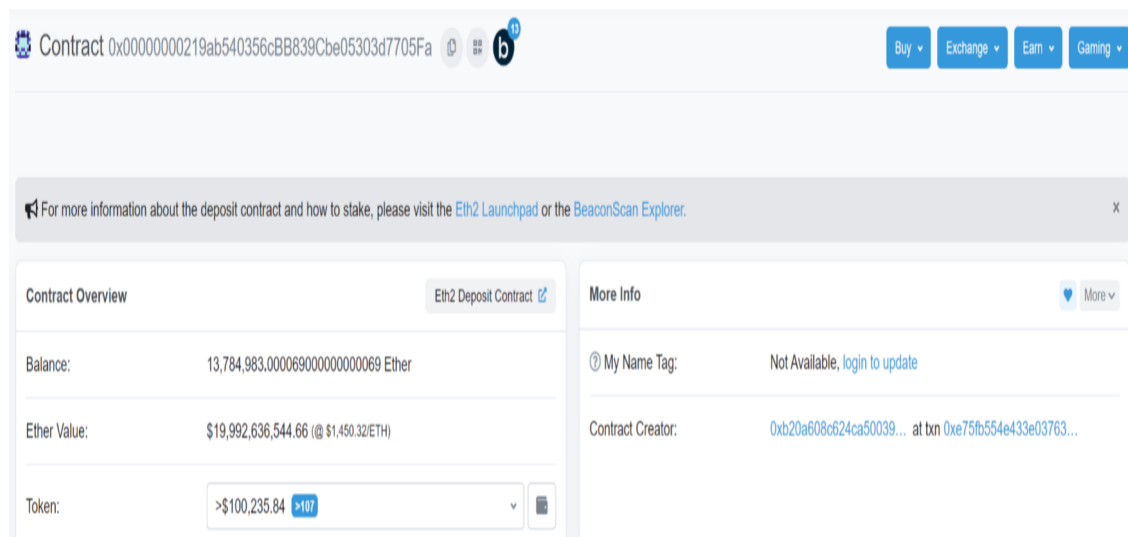 Contract 0x00000000219ab540356cBB839Cbe05303d7705Fa b 13
Buy Exchange Earn Gaming
For more information about the deposit contract and how to stake, please visit the Eth2 Launchpad or the BeaconScan Explorer. x
Contract Overview Eth2 Deposit Contract
Balance: 13,784,983.000069000000000069 Ether
Ether Value: $19,992,636,544.66 (@ $1,450.32/ETH)
Token: >$100,235.84 >107
More Info More
? My Name Tag: Not Available, login to update
Contract Creator: 0xb20a608c624ca50039... at txn 0xe75fb554e433e03763...